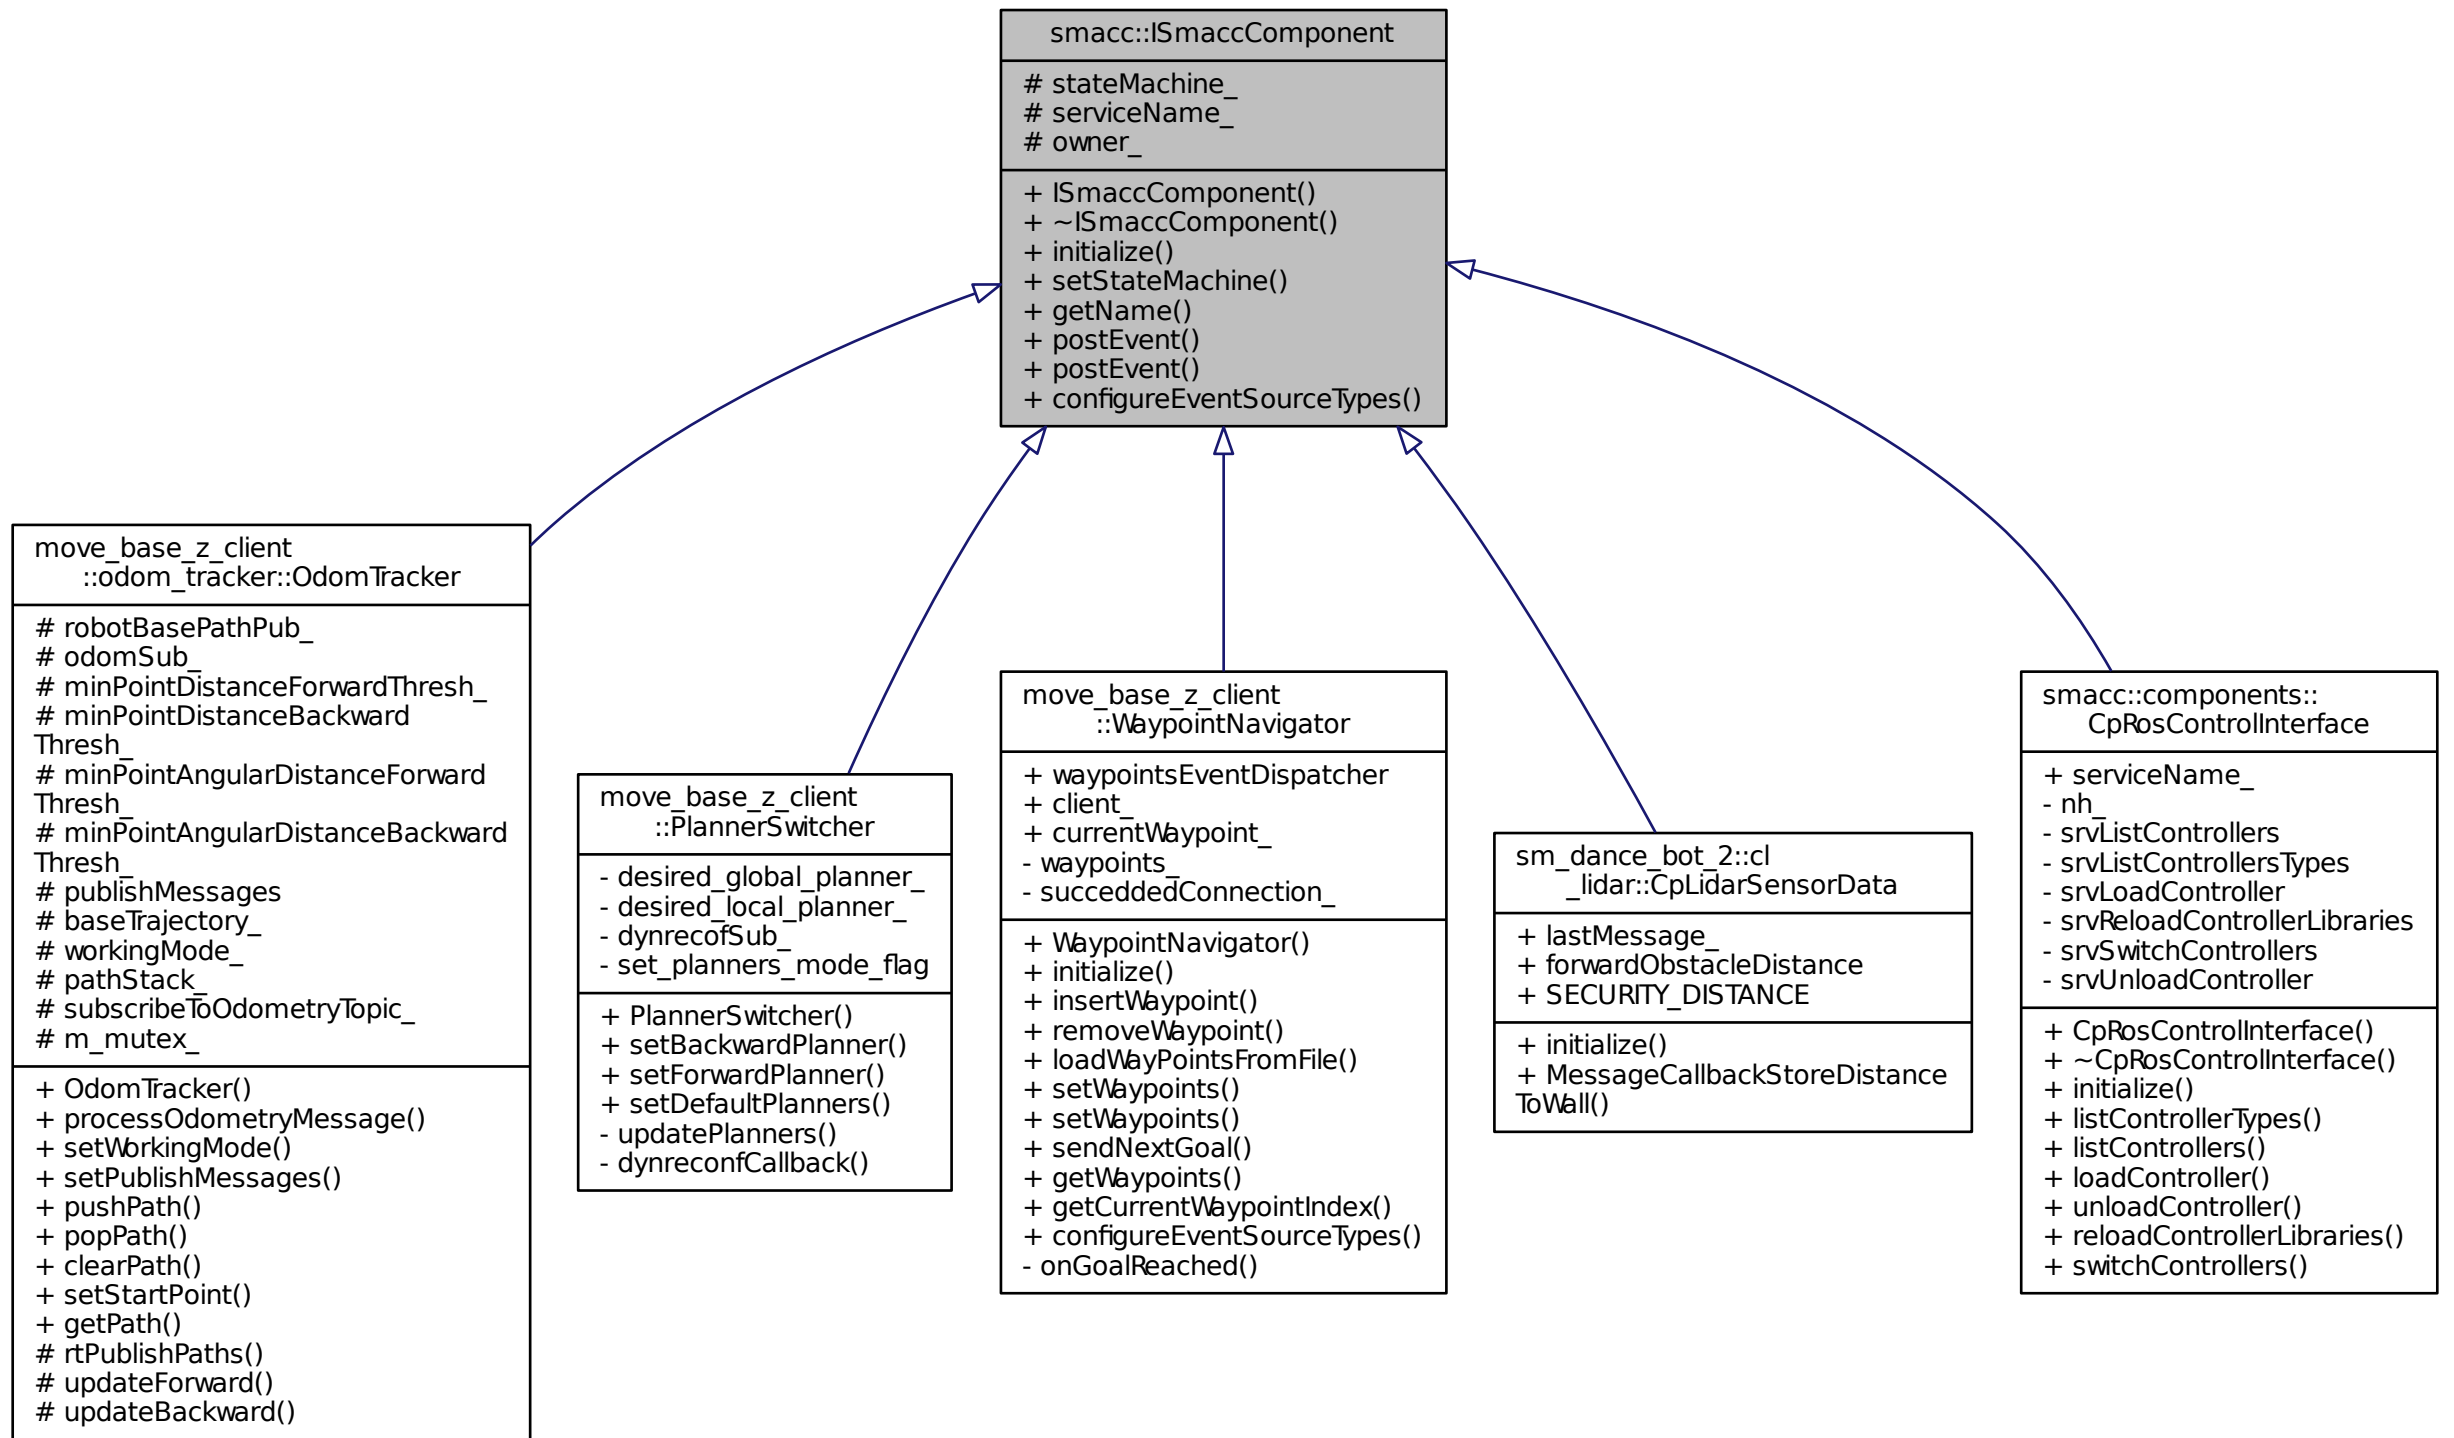 smacc::ISmaccComponent
# stateMachine_
# serviceName_
# owner_
+ ISmaccComponent()
+ ~ISmaccComponent()
+ initialize()
+ setStateMachine()
+ getName()
+ postEvent()
+ postEvent()
+ configureEventSourceTypes()
move_base_z_client
::odom_tracker::OdomTracker
# robotBasePathPub_
# odomSub_
# minPointDistanceForwardThresh_
# minPointDistanceBackward
Thresh_
# minPointAngularDistanceForward
Thresh_
# minPointAngularDistanceBackward
Thresh_
# publishMessages
# baseTrajectory_
# workingMode_
# pathStack_
# subscribeToOdometryTopic_
# m_mutex_
+ OdomTracker()
+ processOdometryMessage()
+ setWorkingMode()
+ setPublishMessages()
+ pushPath()
+ popPath()
+ clearPath()
+ setStartPoint()
+ getPath()
# rtPublishPaths()
# updateForward()
# updateBackward()
move_base_z_client
::PlannerSwitcher
- desired_global_planner_
- desired_local_planner_
- dynrecofSub_
- set_planners_mode_flag
+ PlannerSwitcher()
+ setBackwardPlanner()
+ setForwardPlanner()
+ setDefaultPlanners()
- updatePlanners()
- dynreconfCallback()
move_base_z_client
::WaypointNavigator
+ waypointsEventDispatcher
+ client_
+ currentWaypoint_
- waypoints_
- succeddedConnection_
+ WaypointNavigator()
+ initialize()
+ insertWaypoint()
+ removeWaypoint()
+ loadWayPointsFromFile()
+ setWaypoints()
+ setWaypoints()
+ sendNextGoal()
+ getWaypoints()
+ getCurrentWaypointIndex()
+ configureEventSourceTypes()
- onGoalReached()
sm_dance_bot_2::cl
_lidar::CpLidarSensorData
+ lastMessage_
+ forwardObstacleDistance
+ SECURITY_DISTANCE
+ initialize()
+ MessageCallbackStoreDistance
ToWall()
smacc::components::
CpRosControlInterface
+ serviceName_
- nh_
- srvListControllers
- srvListControllersTypes
- srvLoadController
- srvReloadControllerLibraries
- srvSwitchControllers
- srvUnloadController
+ CpRosControlInterface()
+ ~CpRosControlInterface()
+ initialize()
+ listControllerTypes()
+ listControllers()
+ loadController()
+ unloadController()
+ reloadControllerLibraries()
+ switchControllers()